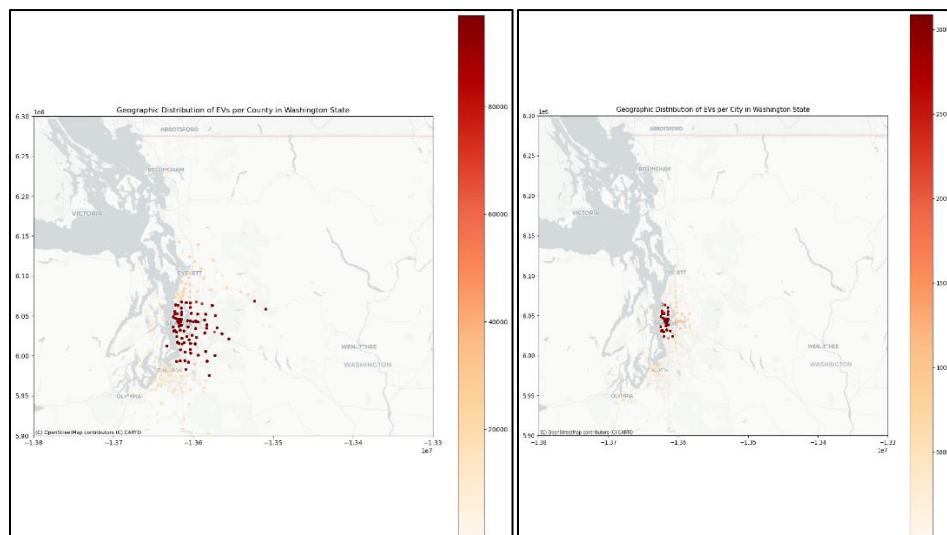 Geographic Distribution of EVs per County in Washington State
1e6
6.30
6.25
6.20
6.15
6.10
6.05
6.00
5.95
5.90
ABBOTSFORD
BELLINGHAM
VICTORIA
EVERETT
WASHINGTON
OLYMPIA
(C) OpenStreetMap contributors (C) CARTO
−1.38
−1.37
−1.36
−1.35
−1.34
−1.33
1e7
80000
60000
40000
20000
Geographic Distribution of EVs per City in Washington State
1e6
6.30
6.25
6.20
6.15
6.10
6.05
6.00
5.95
5.90
ABBOTSFORD
BELLINGHAM
VICTORIA
EVERETT
WASHINGTON
OLYMPIA
−1.38
−1.37
−1.36
−1.35
−1.34
−1.33
1e7